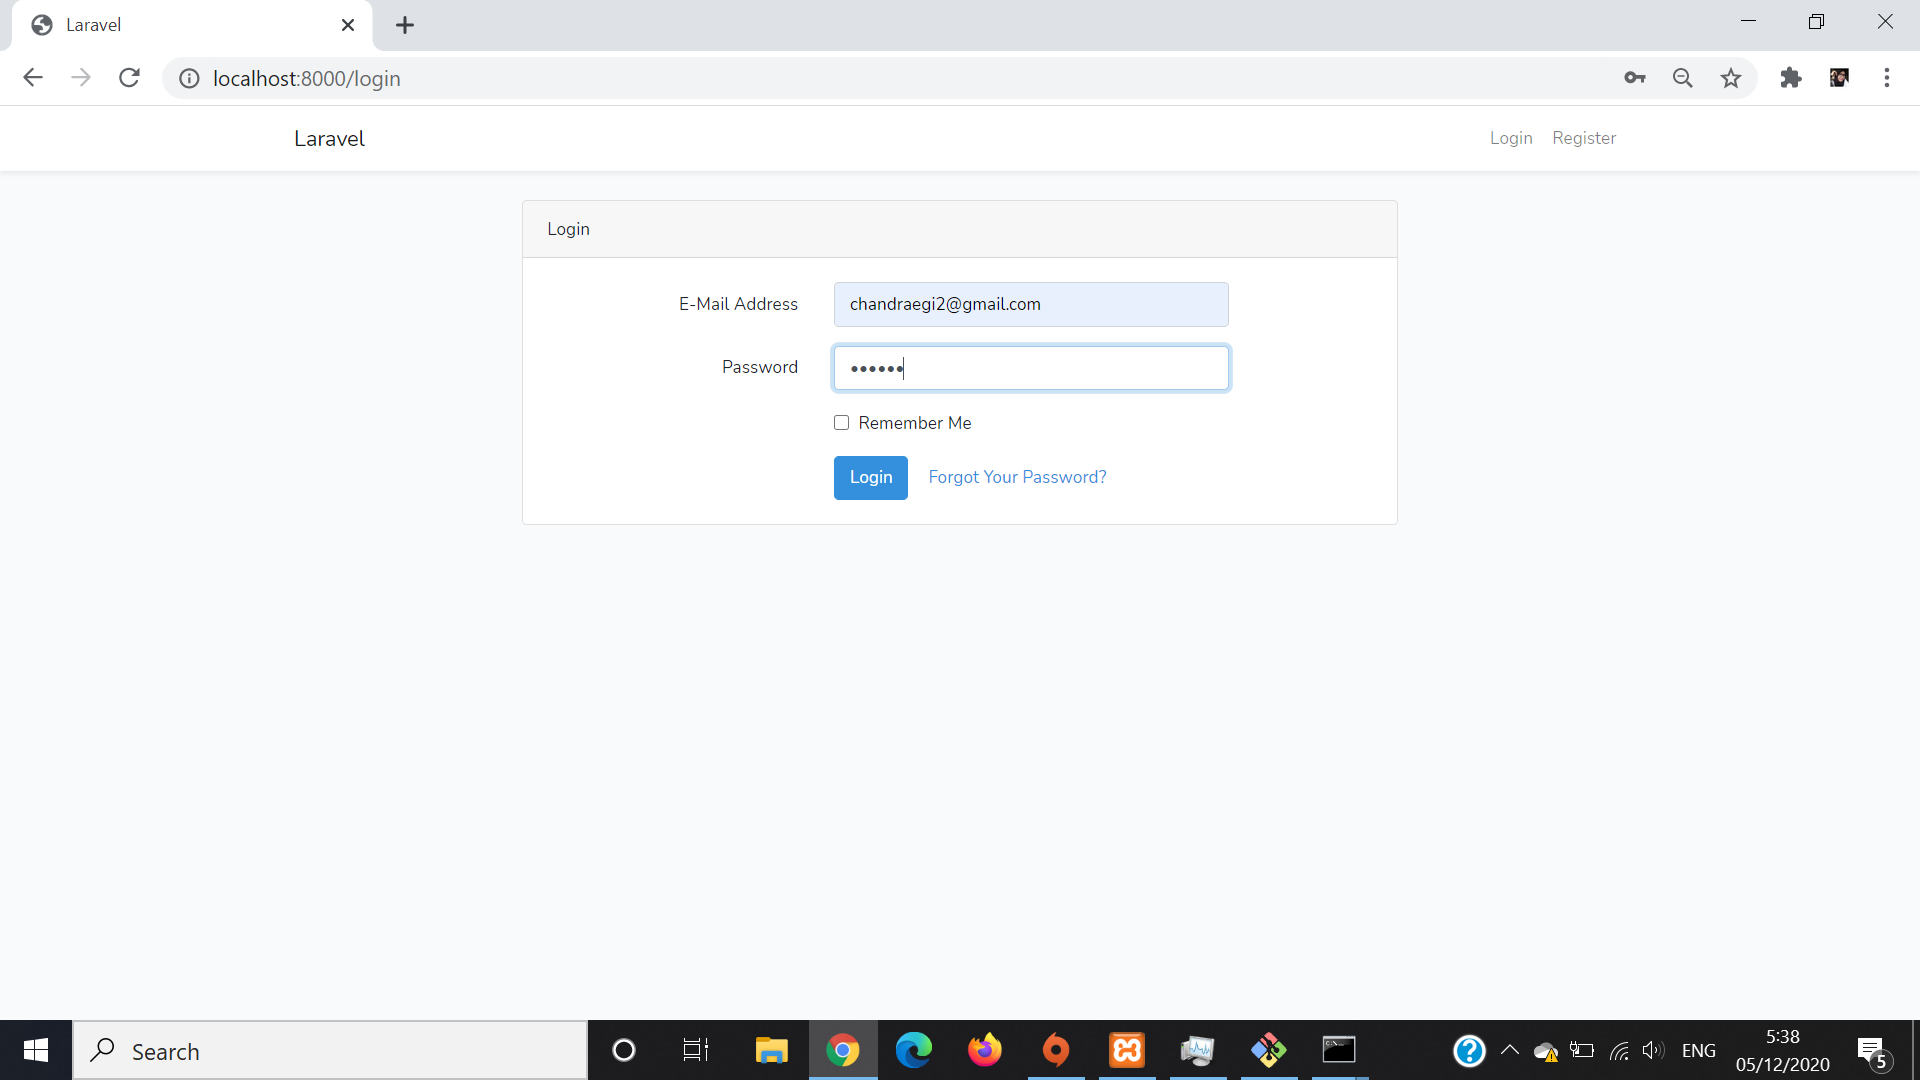 Laravel
localhost:8000/login
Laravel
Login Register
Login
E-Mail Address chandraegi2@gmail.com
Password ••••••
Remember Me
Login Forgot Your Password?
Search
ENG
5:38
05/12/2020
5